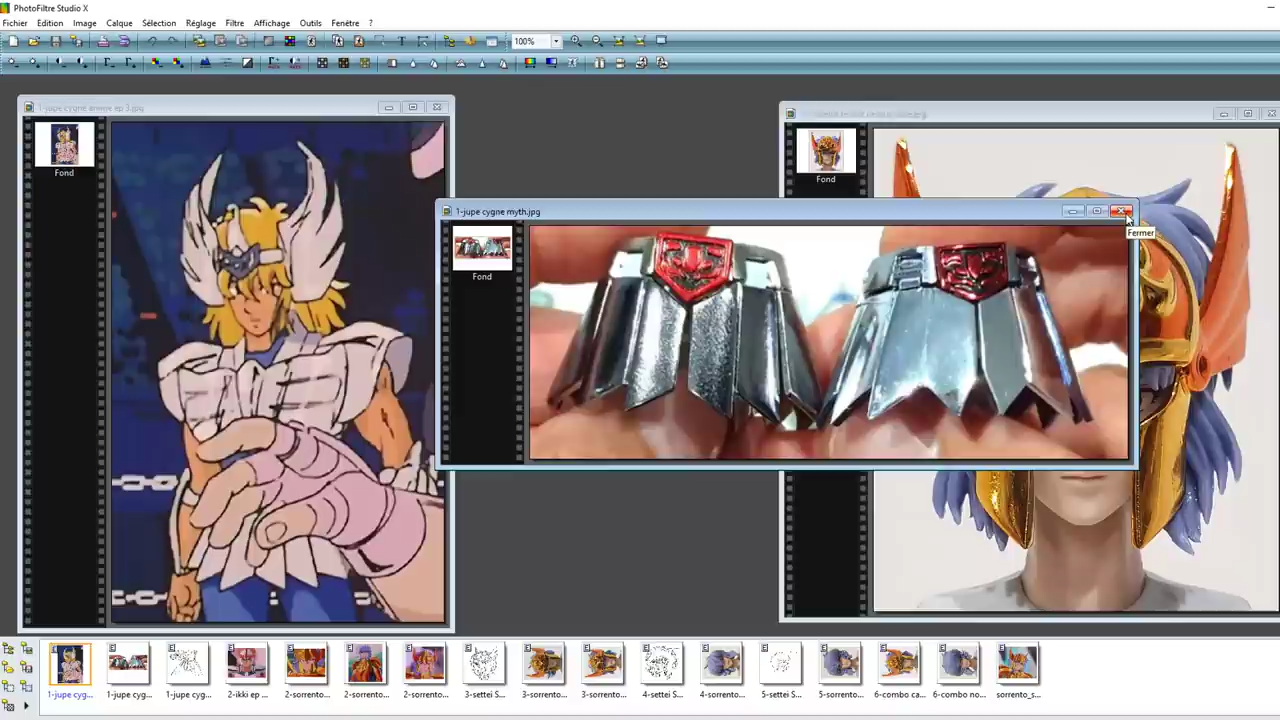 PhotoFiltre Studio X
Fichier Edition Image Calque Sélection Réglage Filtre Affichage Outils Fenêtre ?
100%
1-jupe cygne anime ep 3.jpg
Fond
Fond
1-jupe cygne myth.jpg
Fermer
Fond
1-jupe cyg... 1-jupe cyg... 1-jupe cyg... 2-ikki ep ... 2-sorrento... 2-sorrento... 2-sorrento... 3-settei S... 3-sorrento... 3-sorrento... 4-settei S... 4-sorrento... 5-settei S... 5-sorrento... 6-combo ca... 6-combo no... sorrento_s...